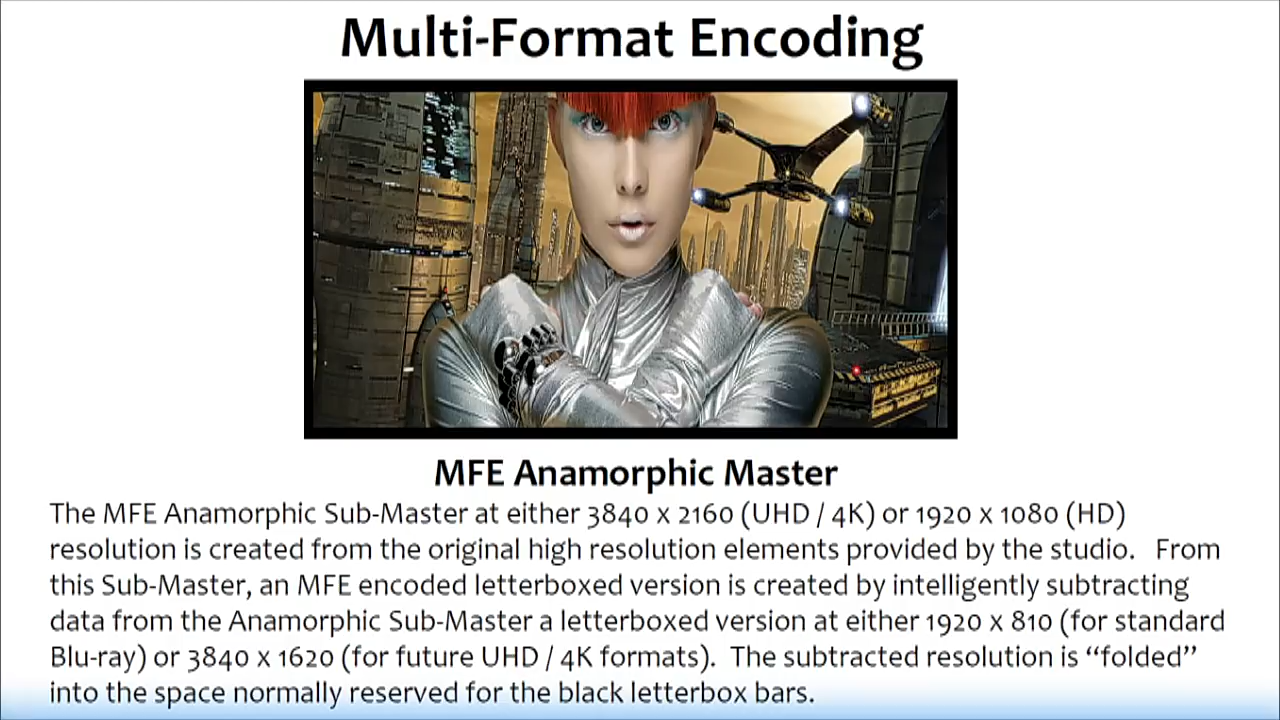 Multi-Format Encoding
MFE Anamorphic Master
The MFE Anamorphic Sub-Master at either 3840 x 2160 (UHD / 4K) or 1920 x 1080 (HD)
resolution is created from the original high resolution elements provided by the studio.   From
this Sub-Master, an MFE encoded letterboxed version is created by intelligently subtracting
data from the Anamorphic Sub-Master a letterboxed version at either 1920 x 810 (for standard
Blu-ray) or 3840 x 1620 (for future UHD / 4K formats).  The subtracted resolution is “folded”
into the space normally reserved for the black letterbox bars.